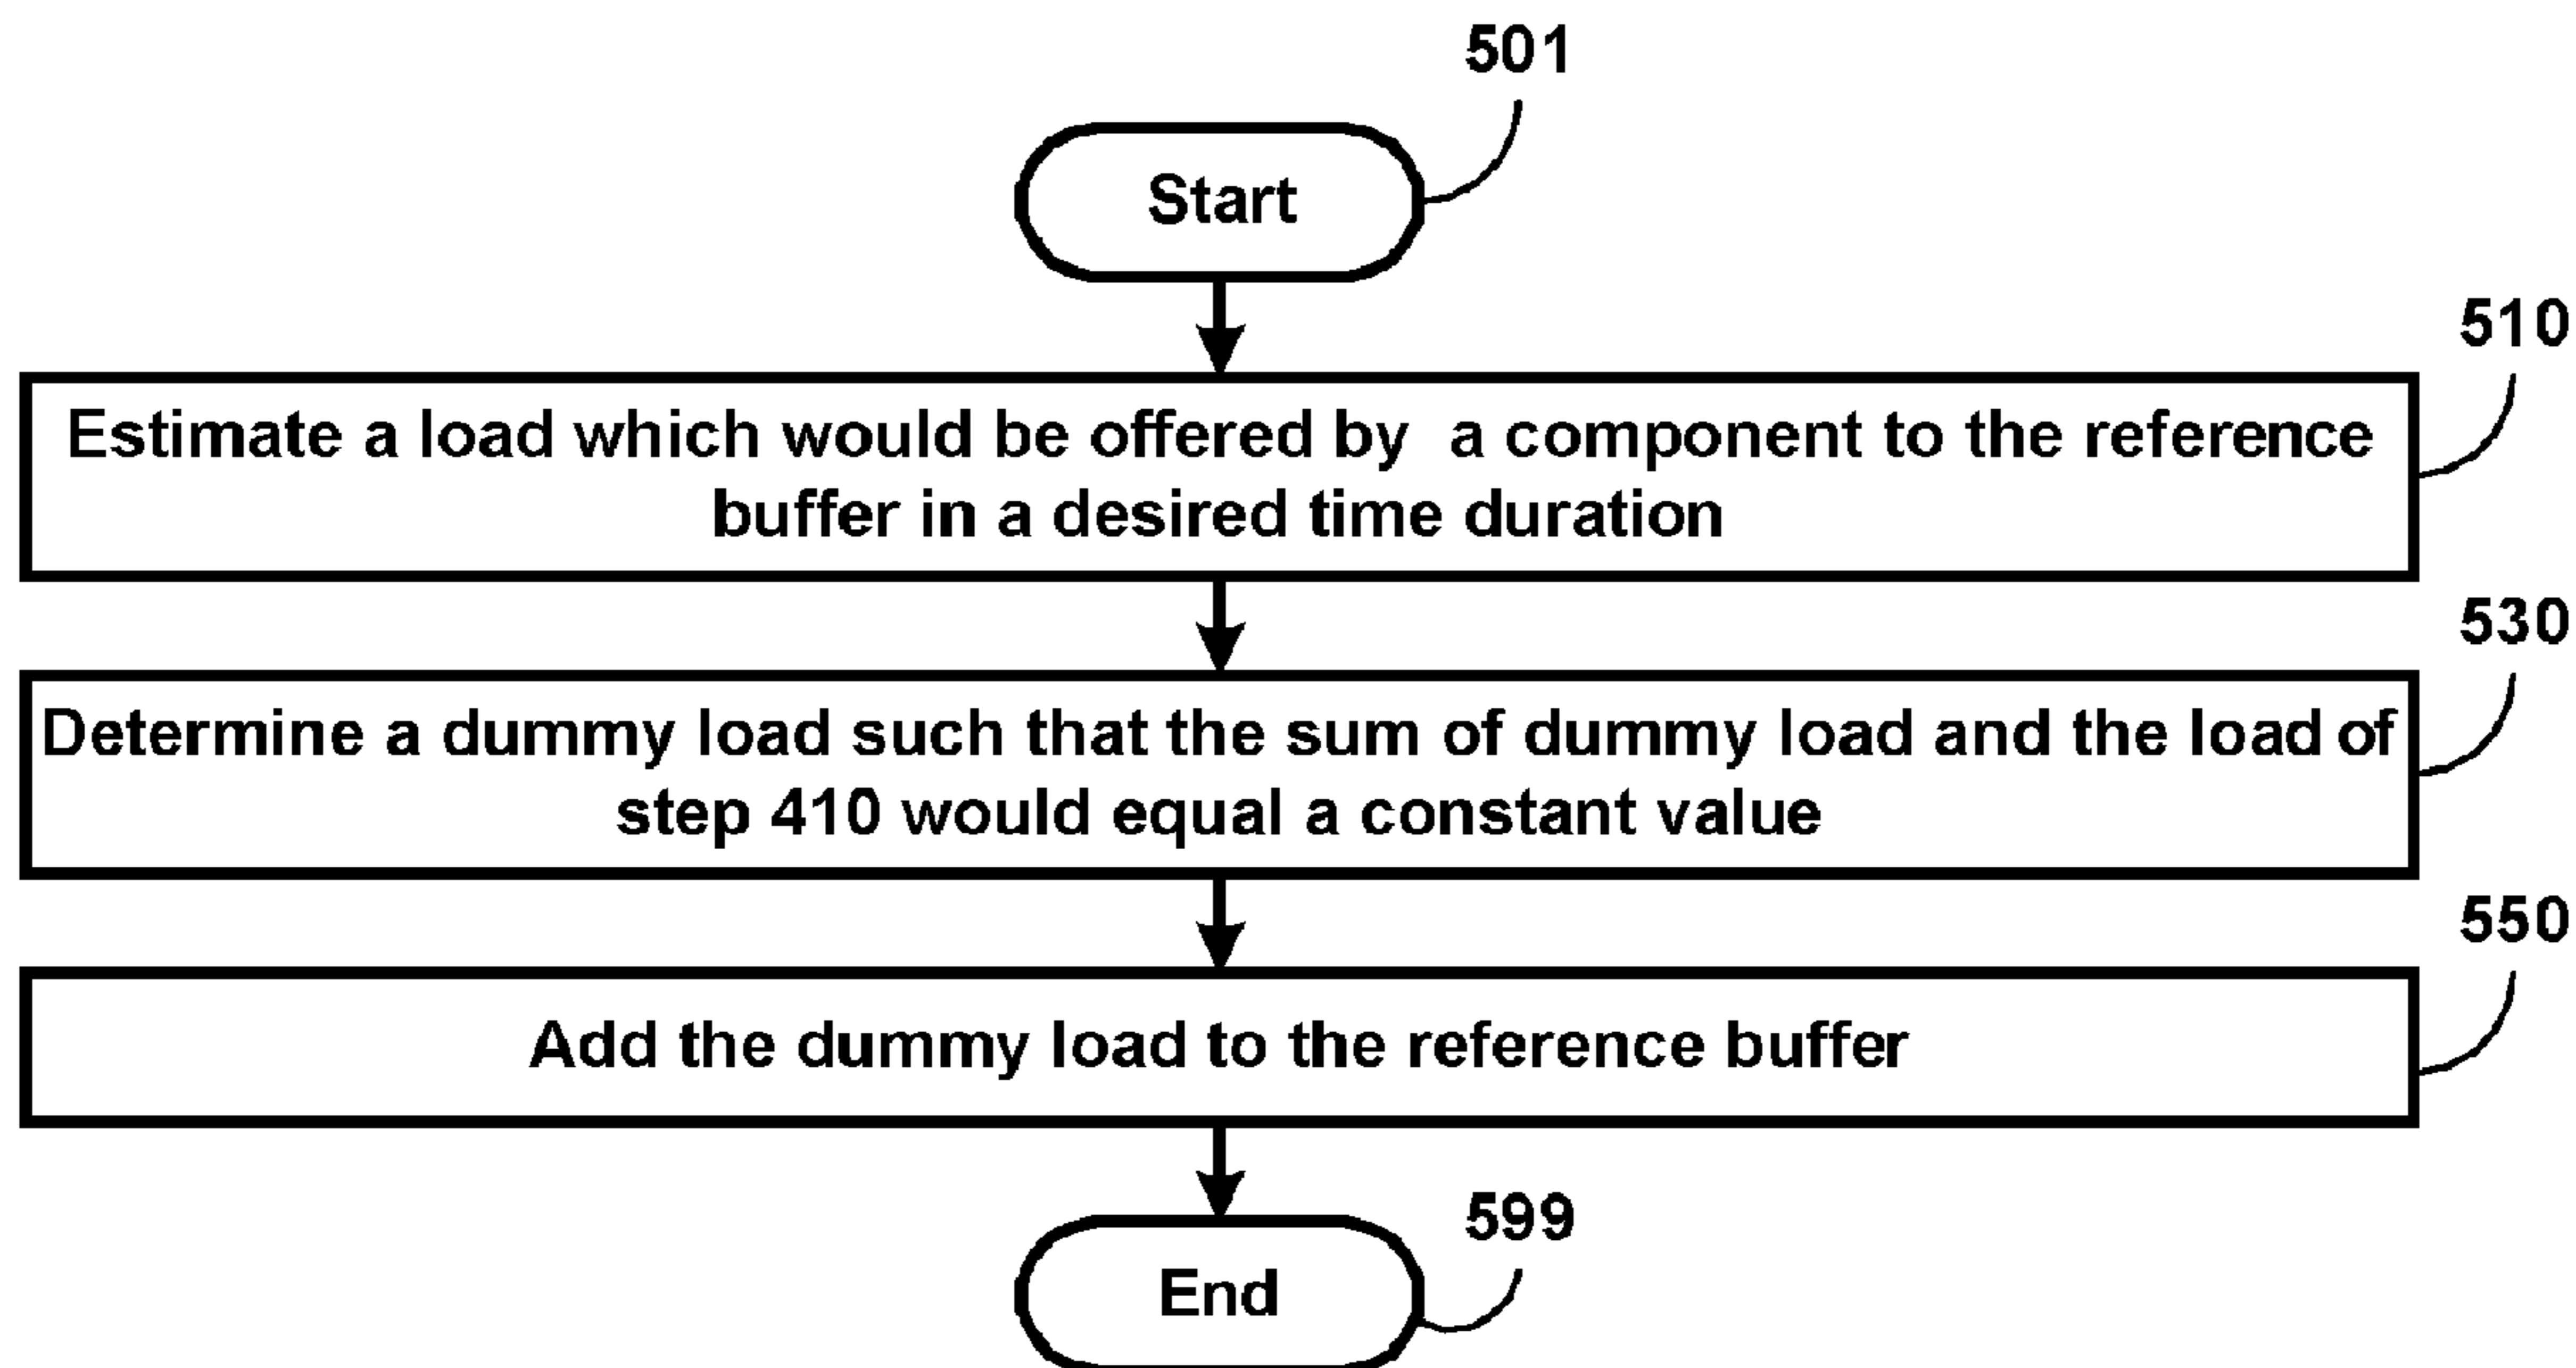 501
Start
510
Estimate a load which would be offered by a component to the reference
buffer in a desired time duration
530
Determine a dummy load such that the sum of dummy load and the load of
step 410 would equal a constant value
550
Add the dummy load to the reference buffer
599
End